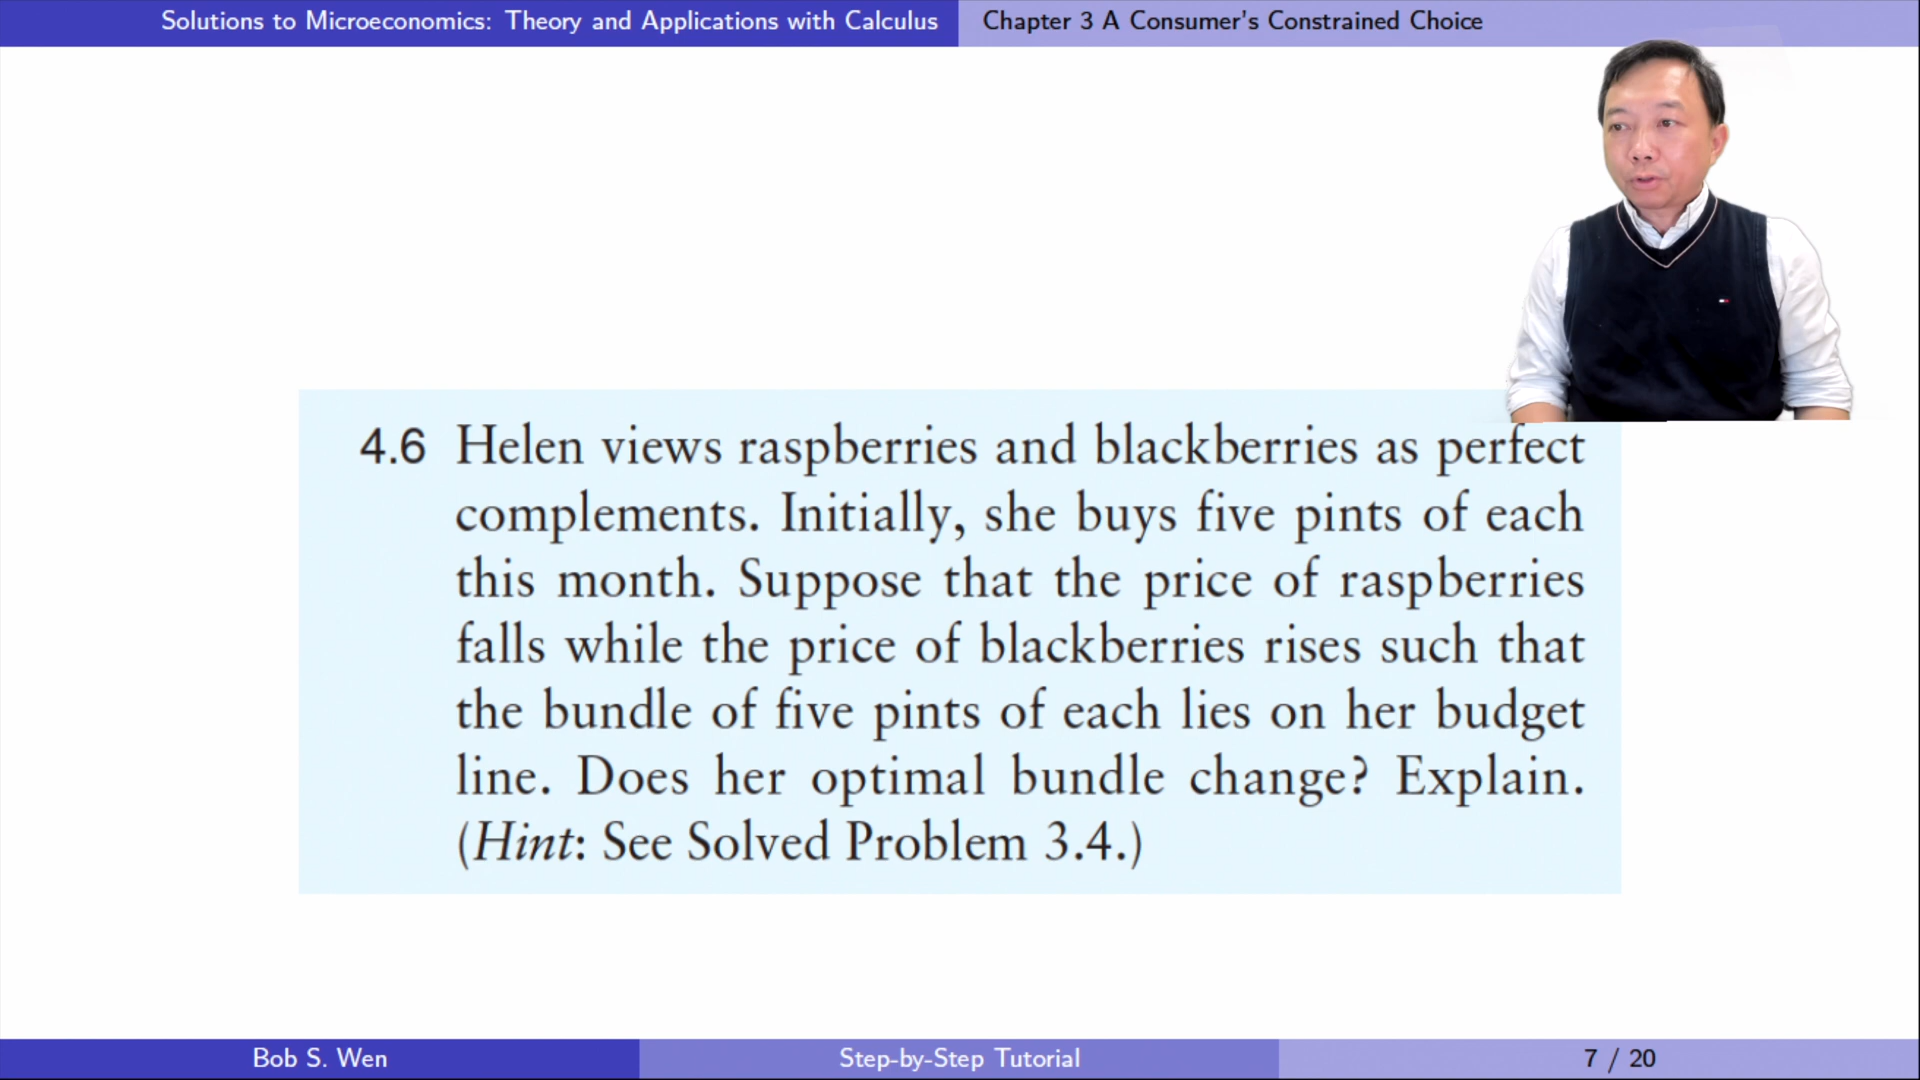 Solutions to Microeconomics: Theory and Applications with Calculus
Chapter 3 A Consumer's Constrained Choice
4.6 Helen views raspberries and blackberries as perfect
complements. Initially, she buys five pints of each
this month. Suppose that the price of raspberries
falls while the price of blackberries rises such that
the bundle of five pints of each lies on her budget
line. Does her optimal bundle change? Explain.
(Hint: See Solved Problem 3.4.)
Bob S. Wen
Step-by-Step Tutorial
7 / 20